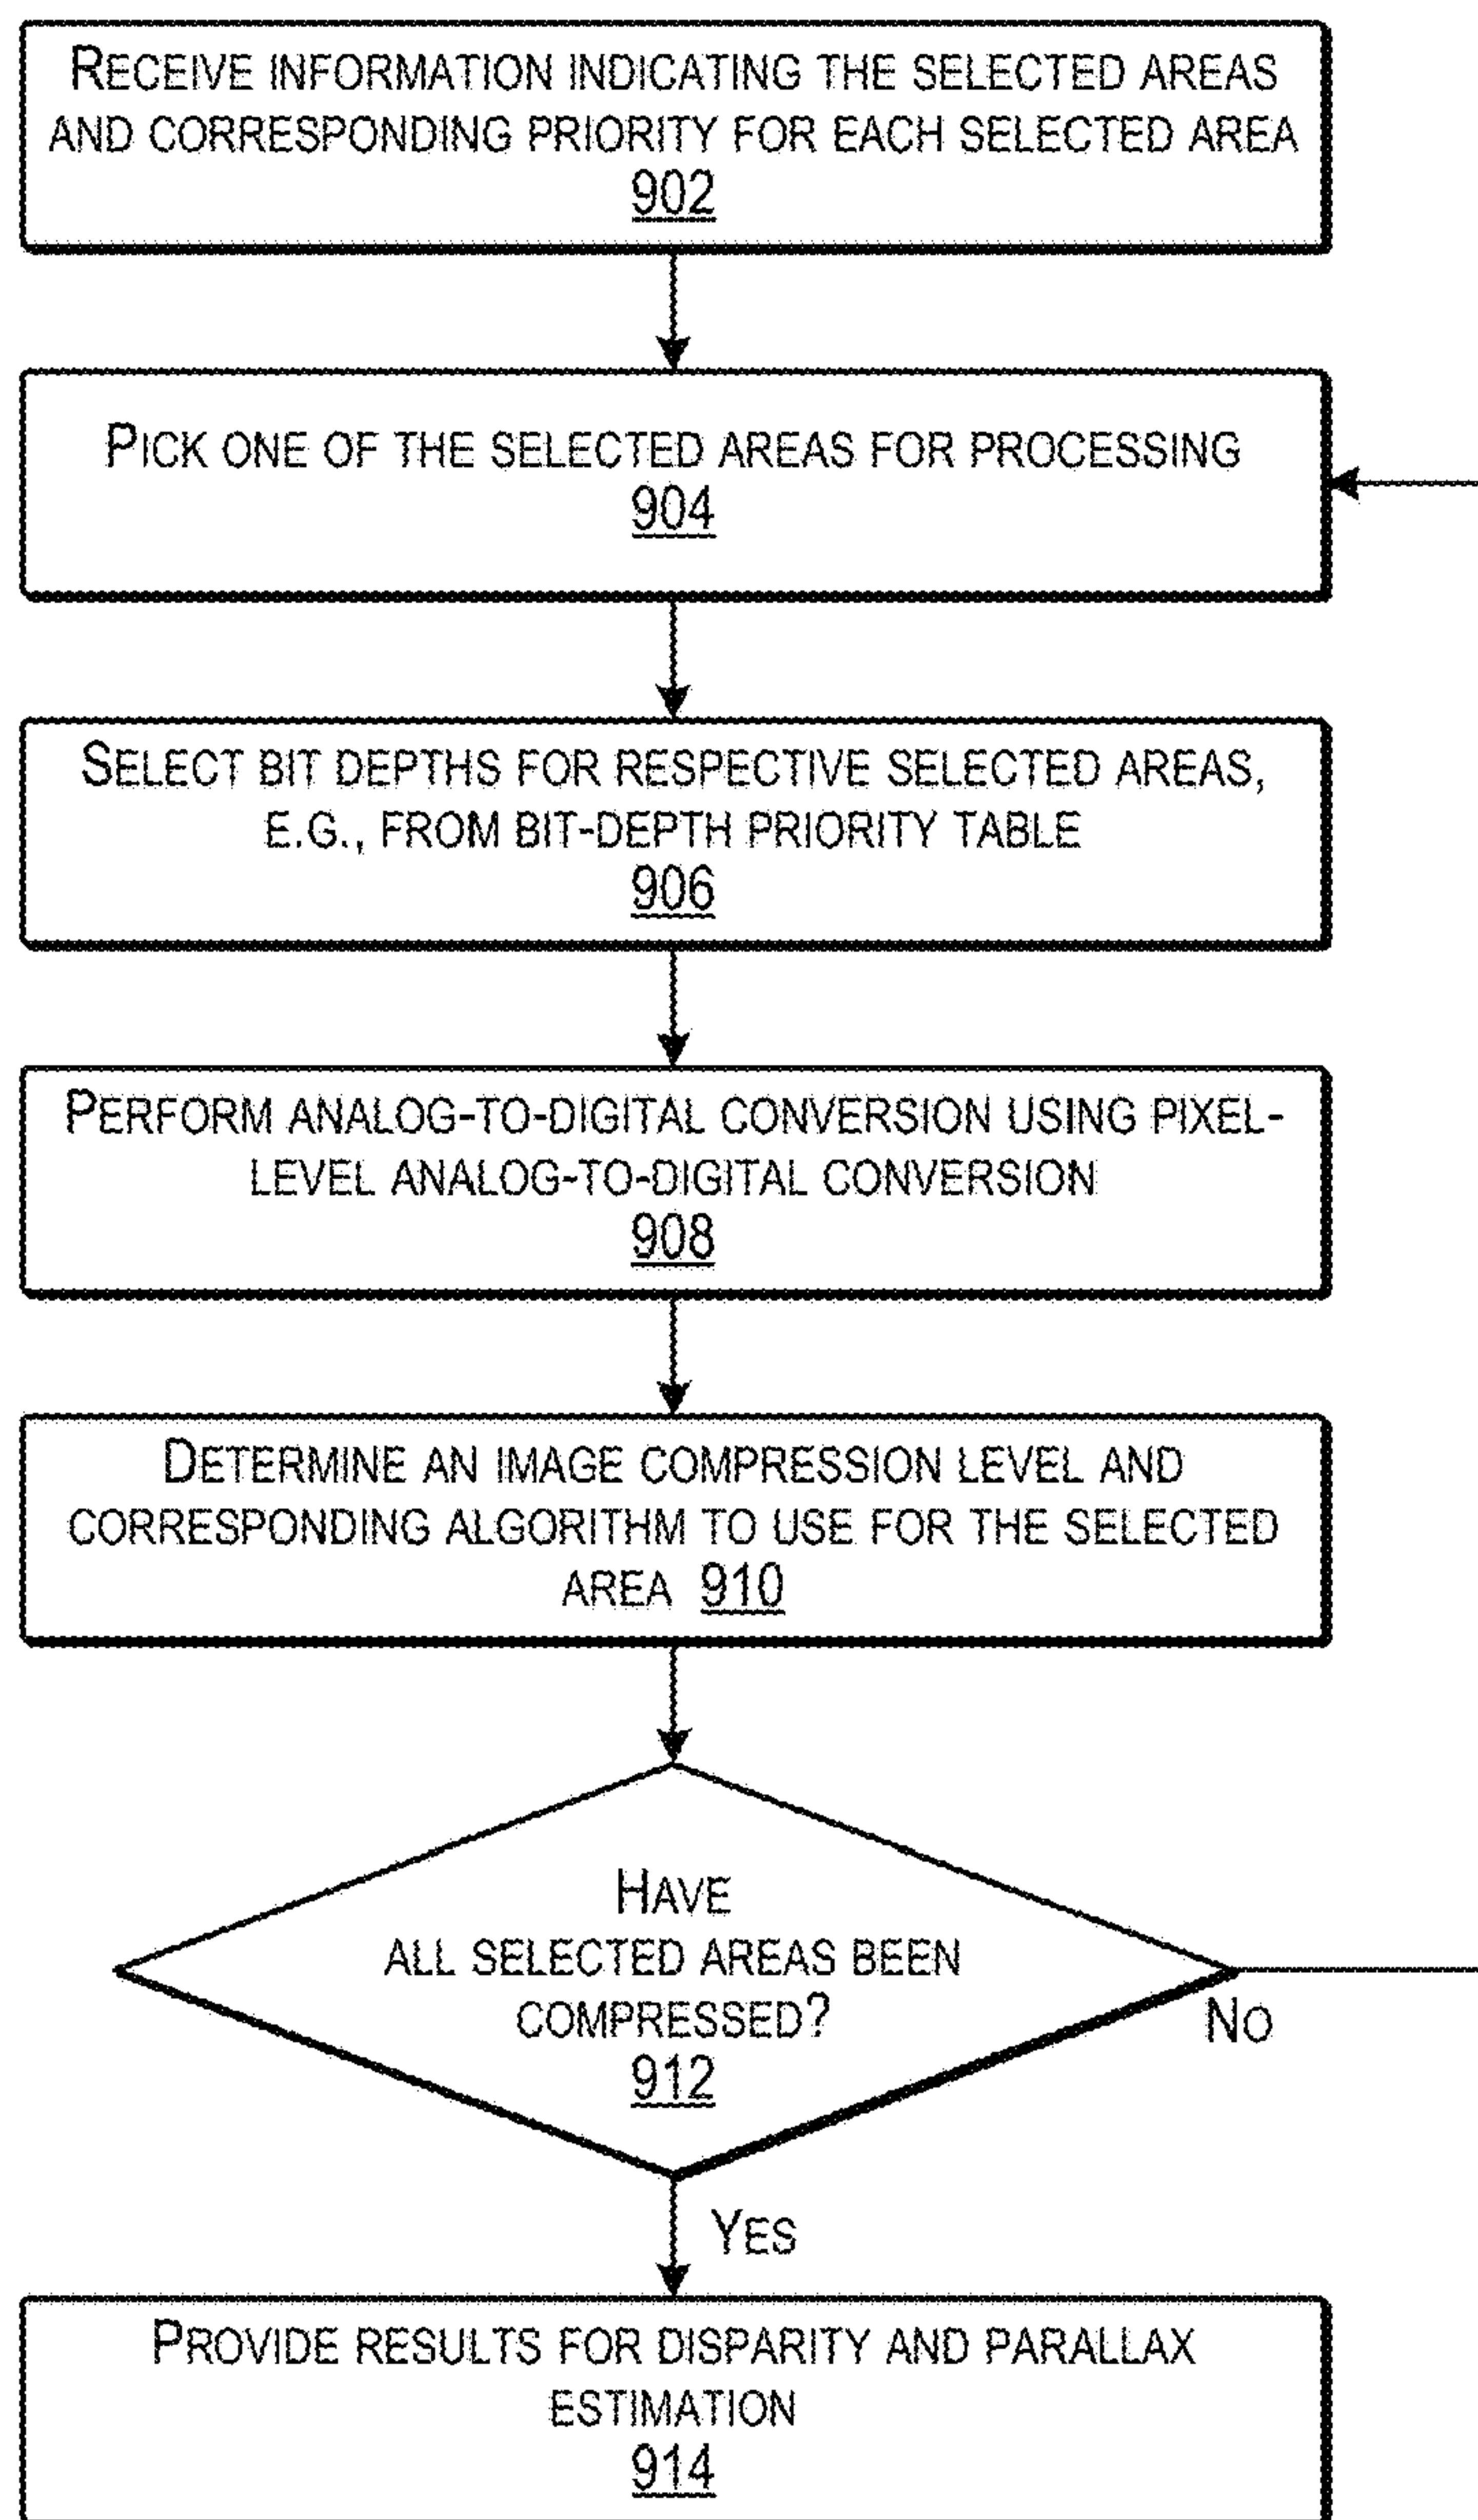 RECEIVE INFORMATION INDICATING THE SELECTED AREAS
AND CORRESPONDING PRIORITY FOR EACH SELECTED AREA
902
PICK ONE OF THE SELECTED AREAS FOR PROCESSING
904
SELECT BIT DEPTHS FOR RESPECTIVE SELECTED AREAS,
E.G., FROM BIT-DEPTH PRIORITY TABLE
906
PERFORM ANALOG-TO-DIGITAL CONVERSION USING PIXEL-
LEVEL ANALOG-TO-DIGITAL CONVERSION
908
DETERMINE AN IMAGE COMPRESSION LEVEL AND
CORRESPONDING ALGORITHM TO USE FOR THE SELECTED
AREA 910
HAVE
ALL SELECTED AREAS BEEN
COMPRESSED?
912
NO
YES
PROVIDE RESULTS FOR DISPARITY AND PARALLAX
ESTIMATION
914